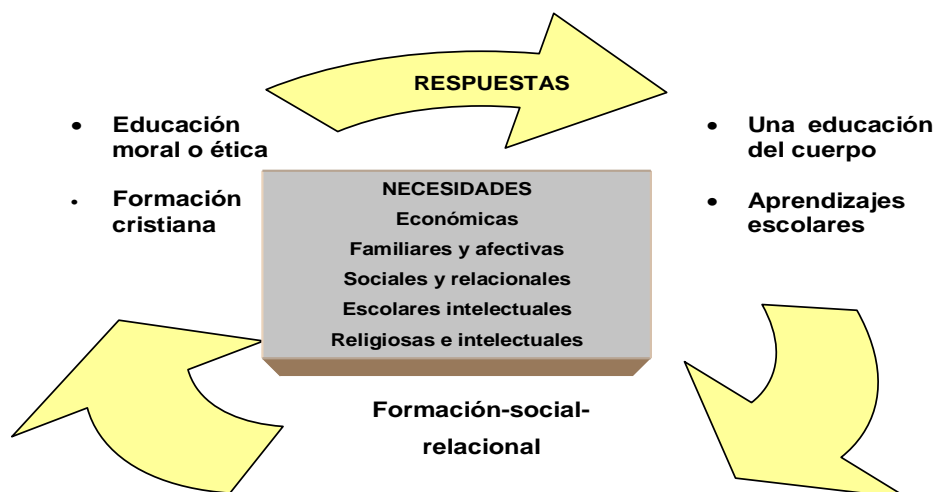 RESPUESTAS
• Educación
moral o ética
• Formación
cristiana
• Una educación
del cuerpo
• Aprendizajes
escolares
NECESIDADES
Económicas
Familiares y afectivas
Sociales y relacionales
Escolares intelectuales
Religiosas e intelectuales
Formación-social-
relacional